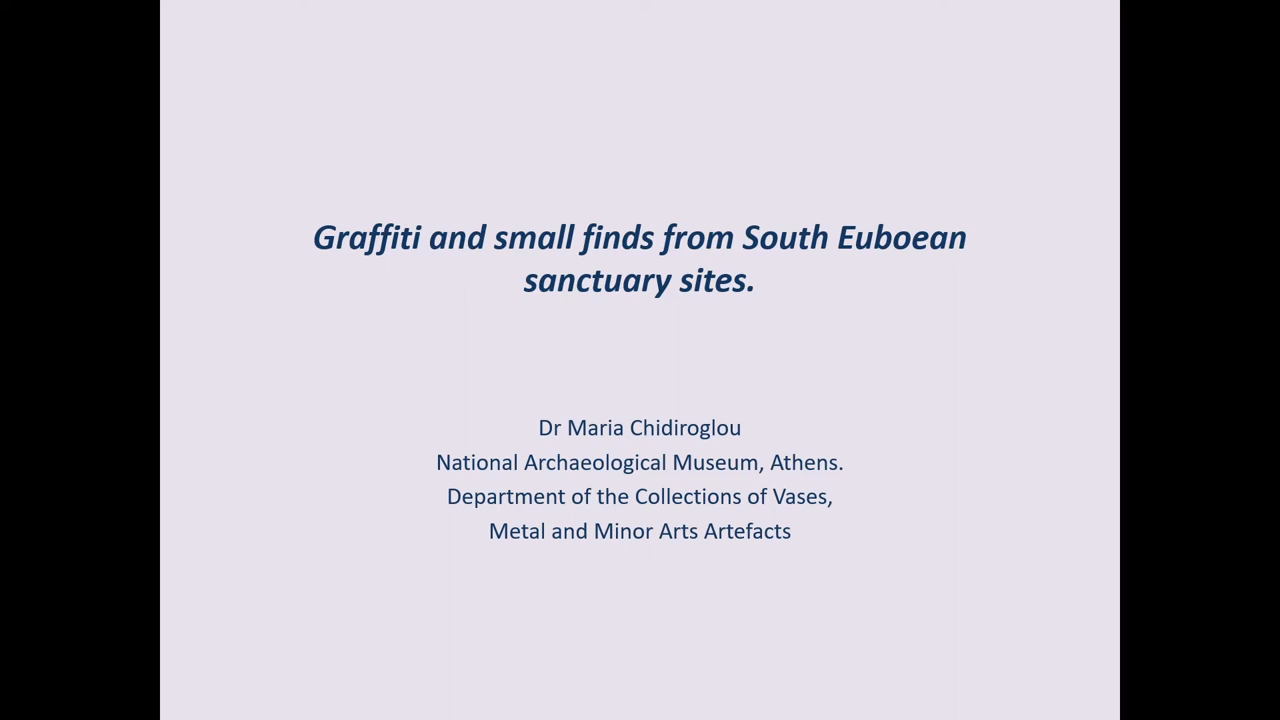 Graffiti and small finds from South Euboean
sanctuary sites.
Dr Maria Chidiroglou
National Archaeological Museum, Athens.
Department of the Collections of Vases,
Metal and Minor Arts Artefacts